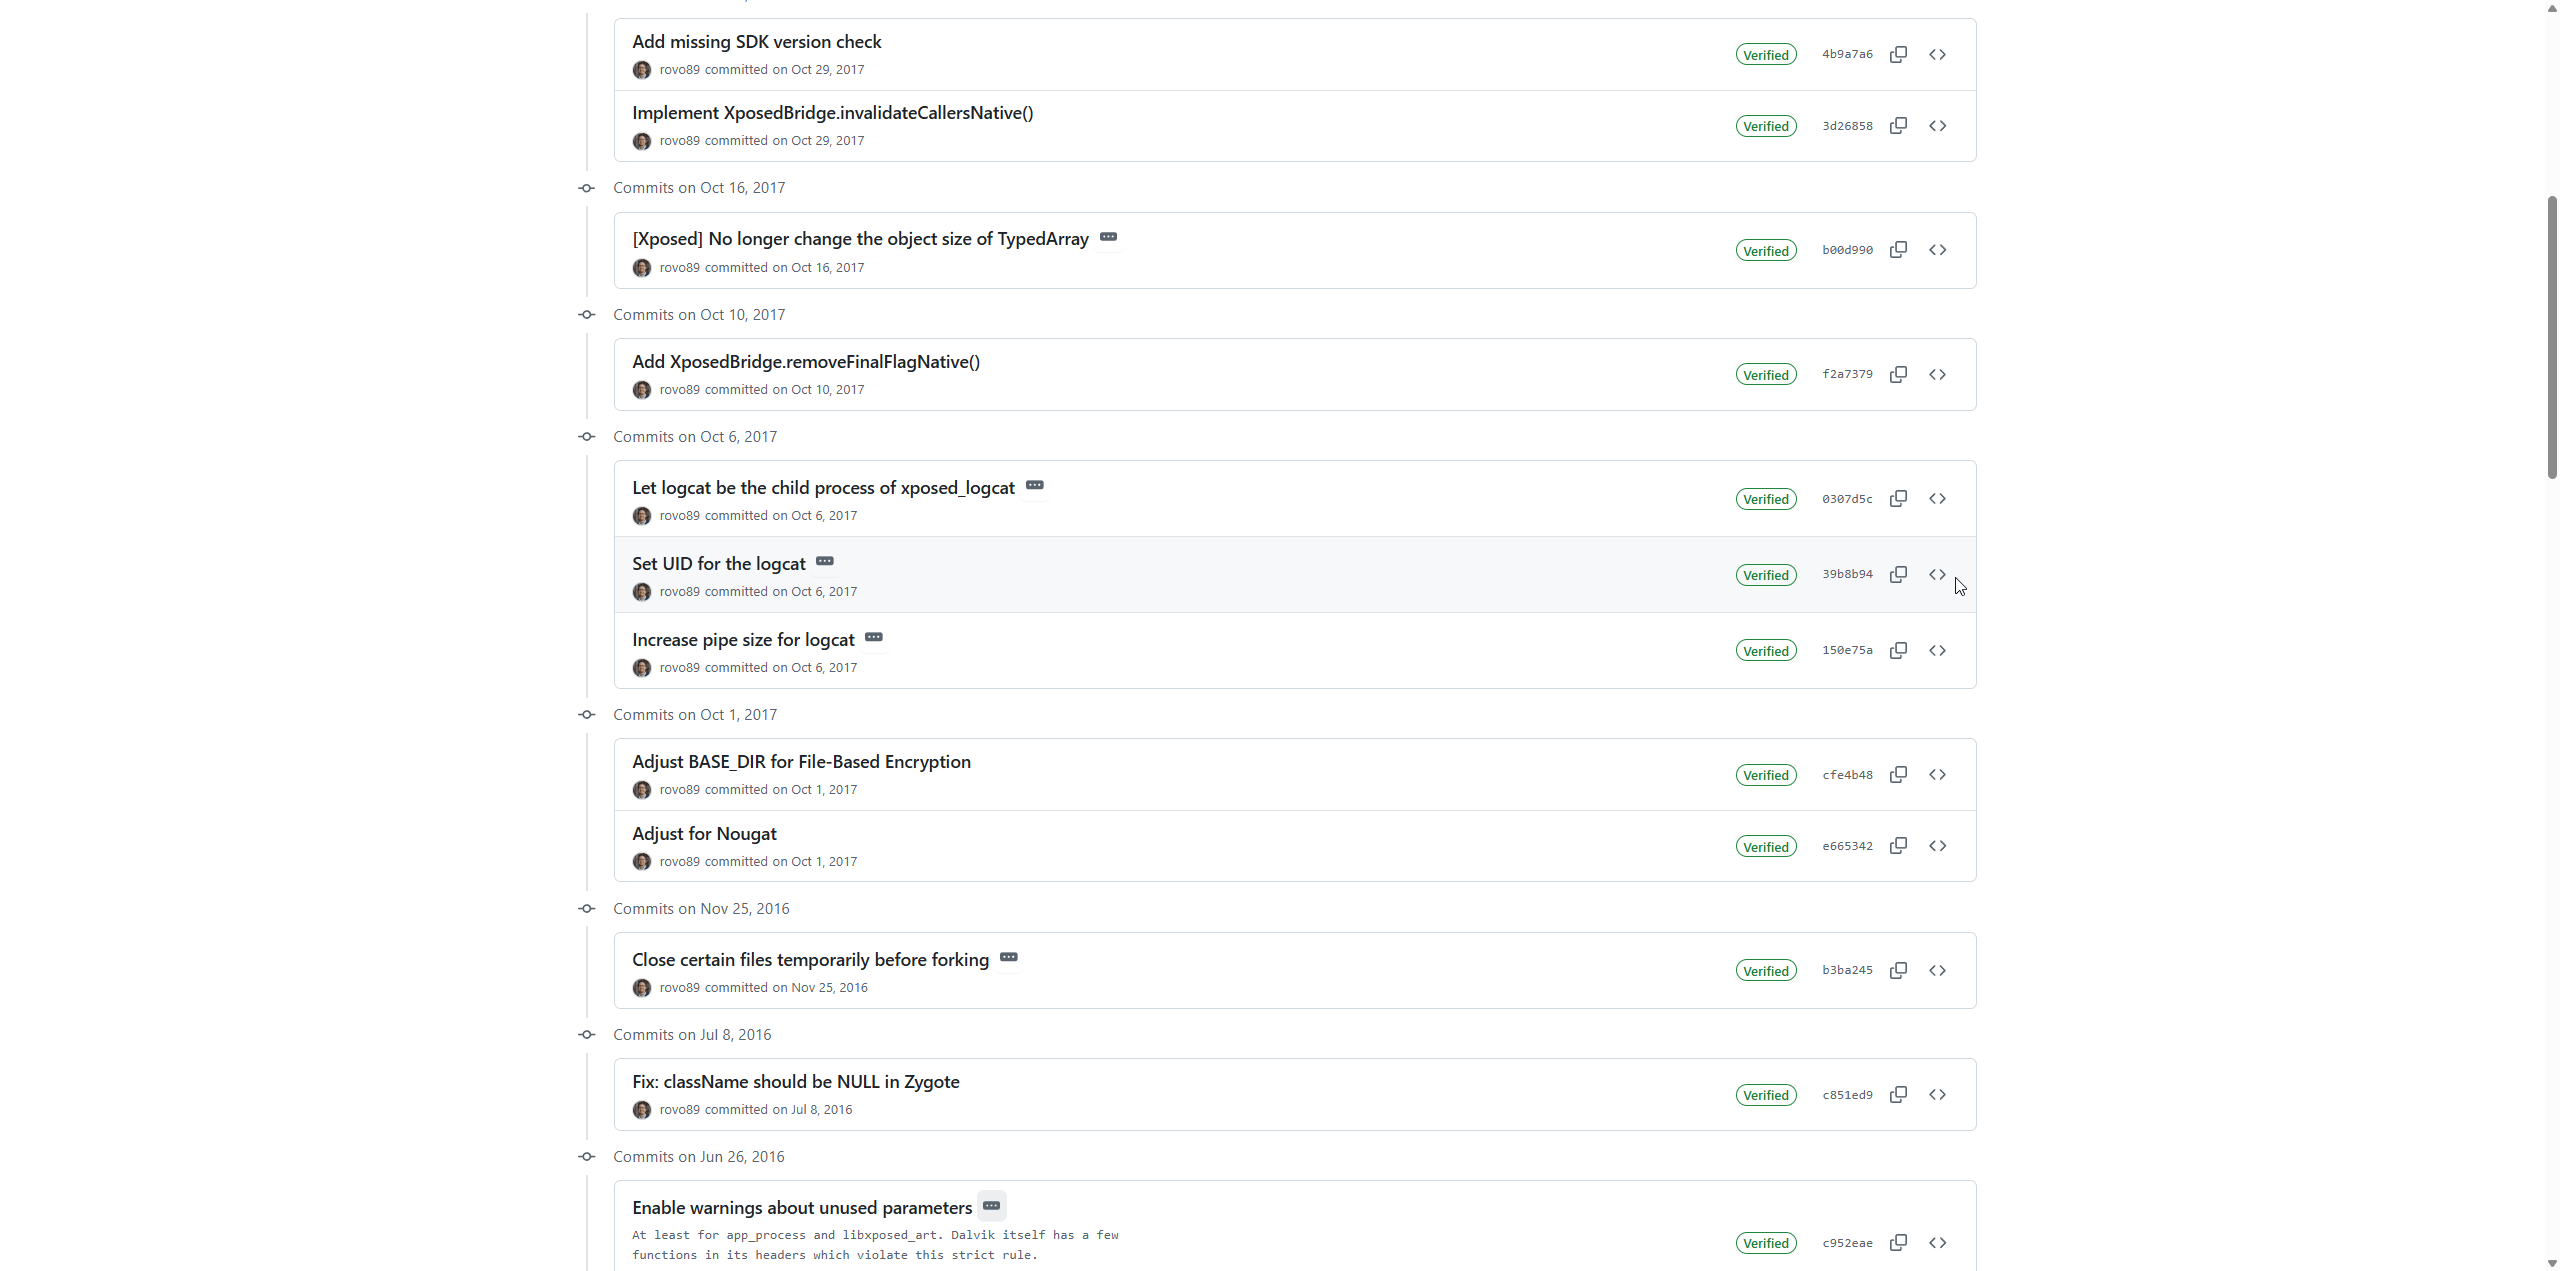 Add missing SDK version check
Verified 4b9a7a6
rovo89 committed on Oct 29, 2017
Implement XposedBridge.invalidateCallersNative()
Verified 3d26858
rovo89 committed on Oct 29, 2017
Commits on Oct 16, 2017
[Xposed] No longer change the object size of TypedArray
Verified b00d990
rovo89 committed on Oct 16, 2017
Commits on Oct 10, 2017
Add XposedBridge.removeFinalFlagNative()
Verified f2a7379
rovo89 committed on Oct 10, 2017
Commits on Oct 6, 2017
Let logcat be the child process of xposed_logcat
Verified 0307d5c
rovo89 committed on Oct 6, 2017
Set UID for the logcat
Verified 39b8b94
rovo89 committed on Oct 6, 2017
Increase pipe size for logcat
Verified 150e75a
rovo89 committed on Oct 6, 2017
Commits on Oct 1, 2017
Adjust BASE_DIR for File-Based Encryption
Verified cfe4b48
rovo89 committed on Oct 1, 2017
Adjust for Nougat
Verified e665342
rovo89 committed on Oct 1, 2017
Commits on Nov 25, 2016
Close certain files temporarily before forking
Verified b3ba245
rovo89 committed on Nov 25, 2016
Commits on Jul 8, 2016
Fix: className should be NULL in Zygote
Verified c851ed9
rovo89 committed on Jul 8, 2016
Commits on Jun 26, 2016
Enable warnings about unused parameters
At least for app_process and libxposed_art. Dalvik itself has a few
Verified c952eae
functions in its headers which violate this strict rule.